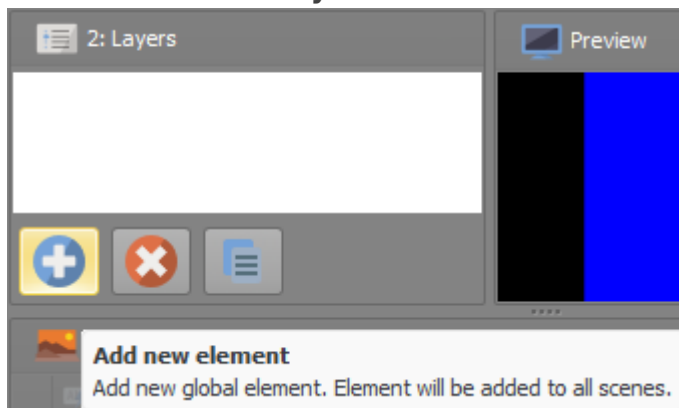 2: Layers
Preview
Add new element
Add new global element. Element will be added to all scenes.